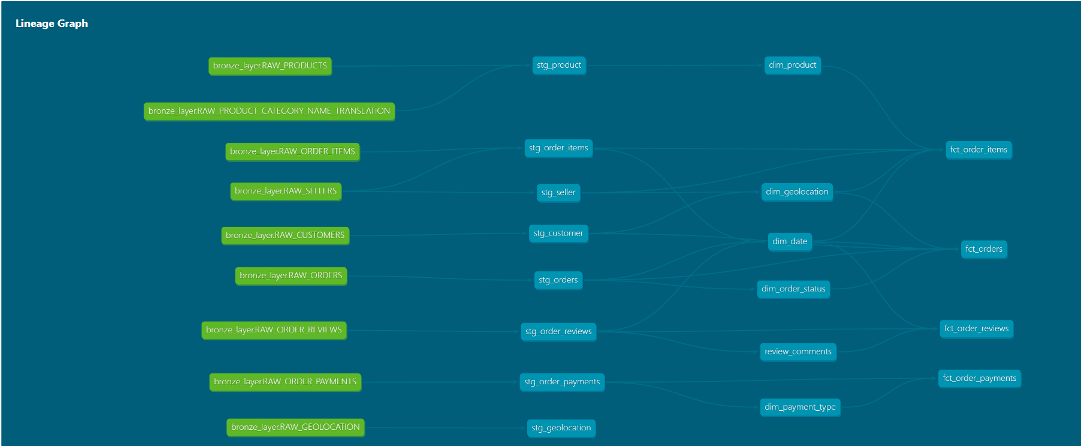 Lineage Graph
bronze_layer.RAW_PRODUCTS
stg_product
dim_product
bronze_layer.RAW_PRODUCT_CATEGORY_NAME_TRANSLATION
bronze_layer.RAW_ORDER_ITEMS
stg_order_items
fct_order_items
bronze_layer.RAW_SELLERS
stg_seller
dim_geolocation
bronze_layer.RAW_CUSTOMERS
stg_customer
dim_date
fct_orders
bronze_layer.RAW_ORDERS
stg_orders
dim_order_status
bronze_layer.RAW_ORDER_REVIEWS
stg_order_reviews
fct_order_reviews
review_comments
bronze_layer.RAW_ORDER_PAYMENTS
stg_order_payments
fct_order_payments
dim_payment_type
bronze_layer.RAW_GEOLOCATION
stg_geolocation